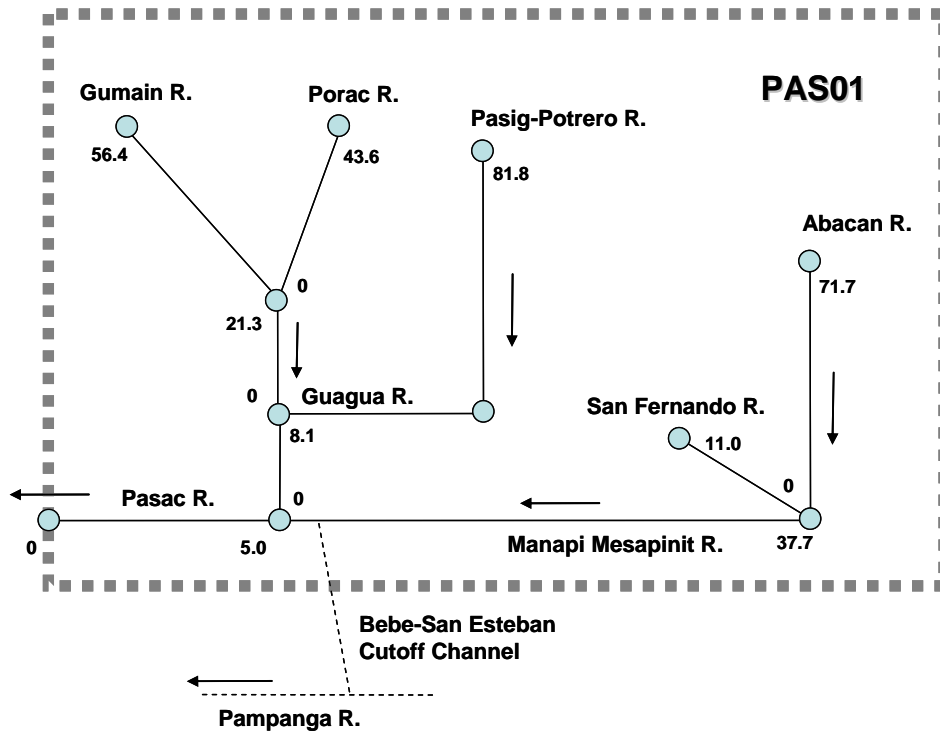 PAS01
Gumain R.
Porac R.
Pasig-Potrero R.
56.4
43.6
81.8
Abacan R.
71.7
0
21.3
0
Guagua R.
8.1
San Fernando R.
11.0
0
Pasac R.
0
0
5.0
Manapi Mesapinit R.
37.7
Bebe-San Esteban
Cutoff Channel
Pampanga R.